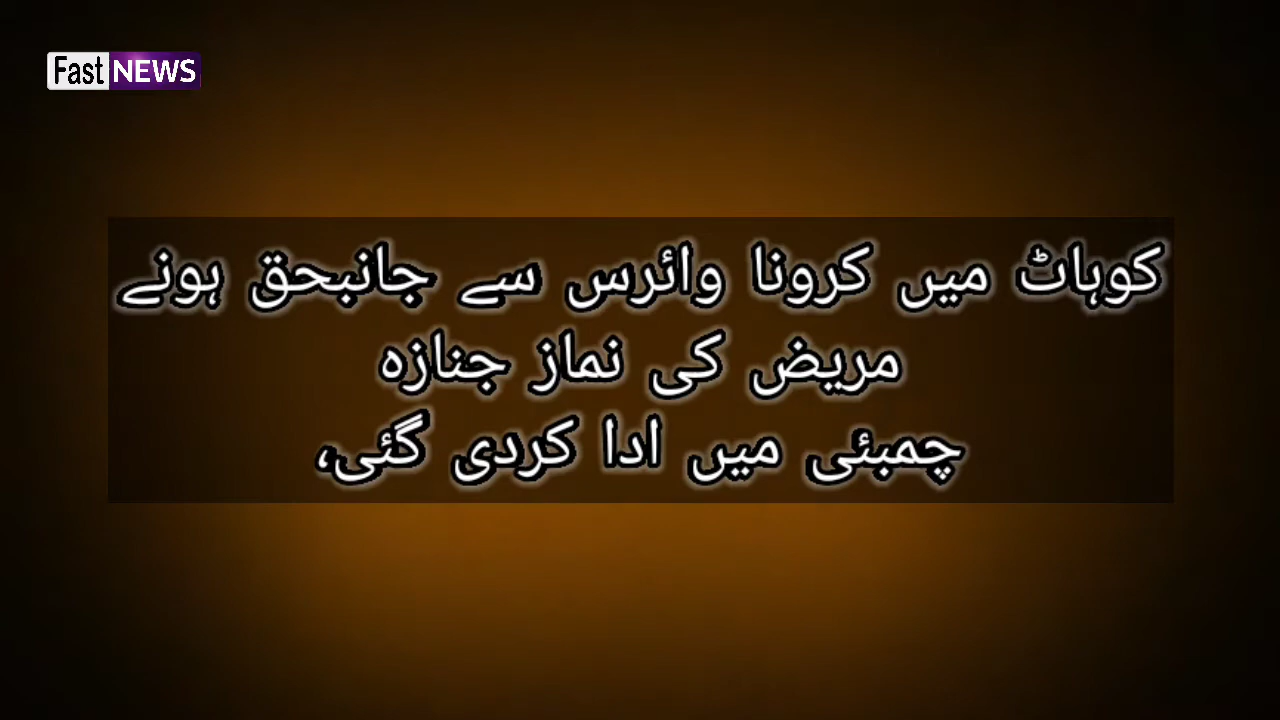 Fast NEWS
کوہاٹ میں کرونا وائرس سے جانبحق ہونے
مریض کی نماز جنازہ
چمبئی میں ادا کردی گئی،